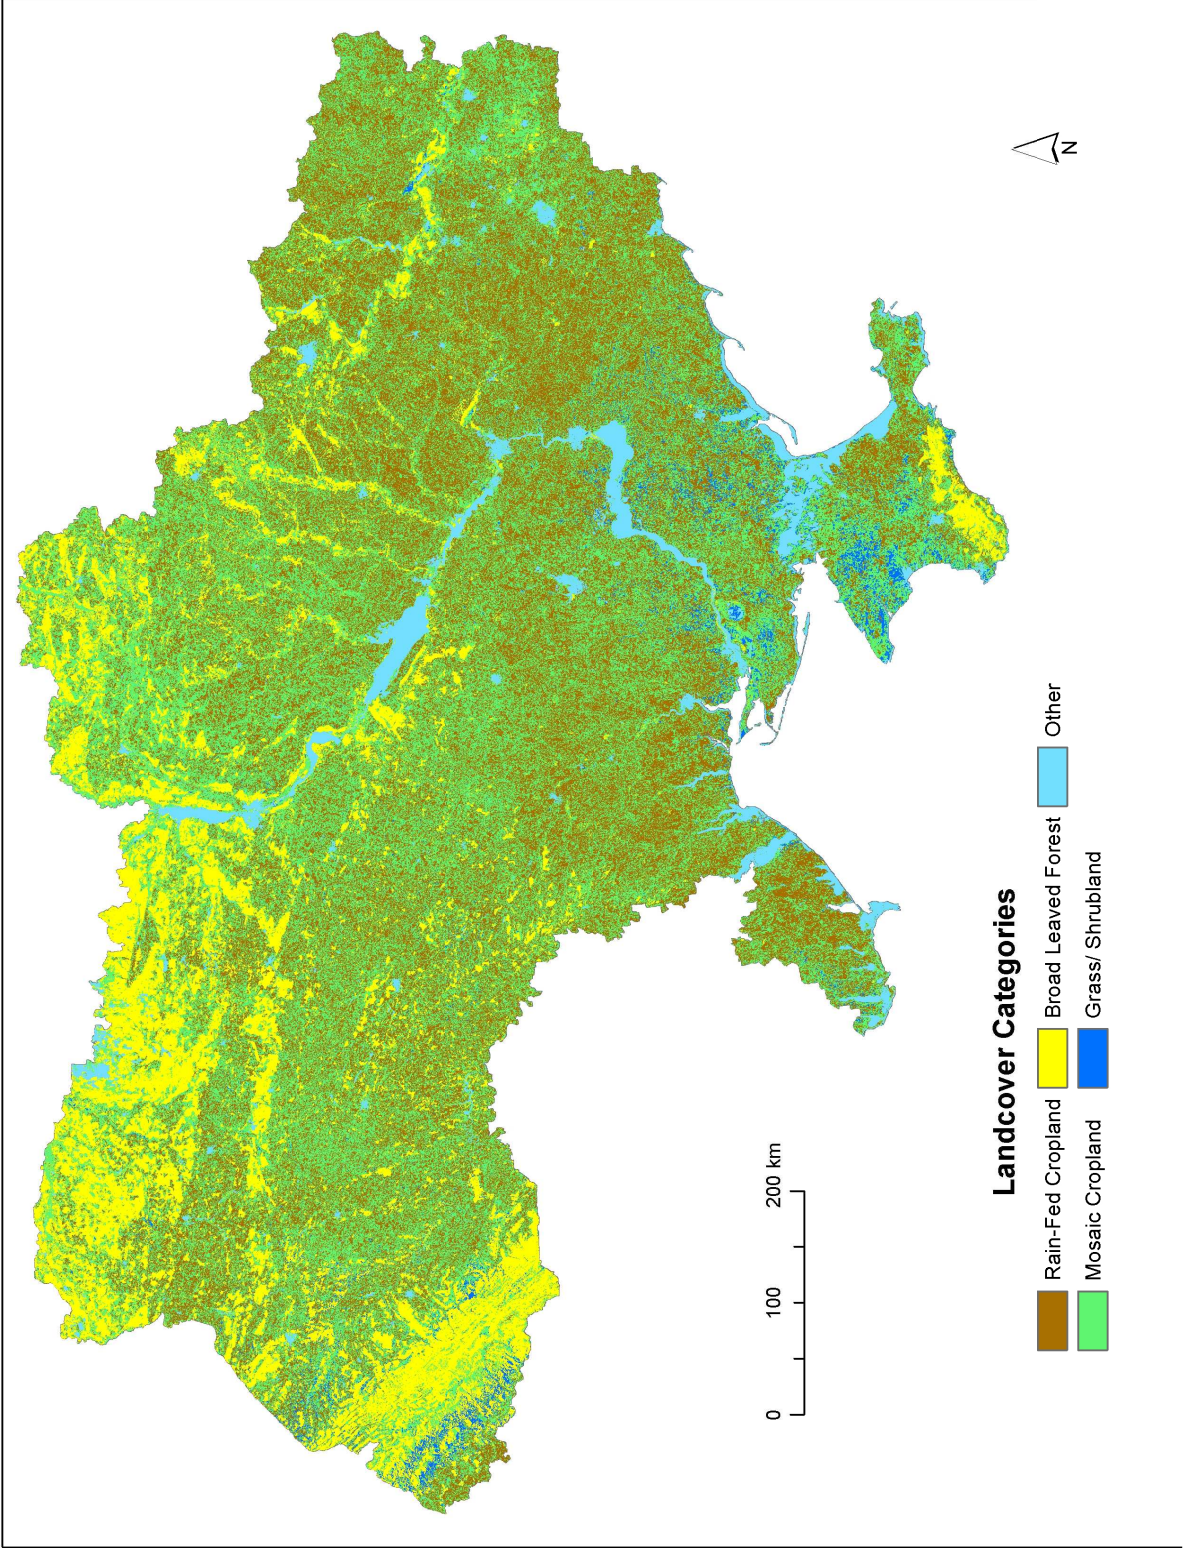 N
0 100 200 km
Landcover Categories
Rain-Fed Cropland Broad Leaved Forest Other
Mosaic Cropland Grass/ Shrubland